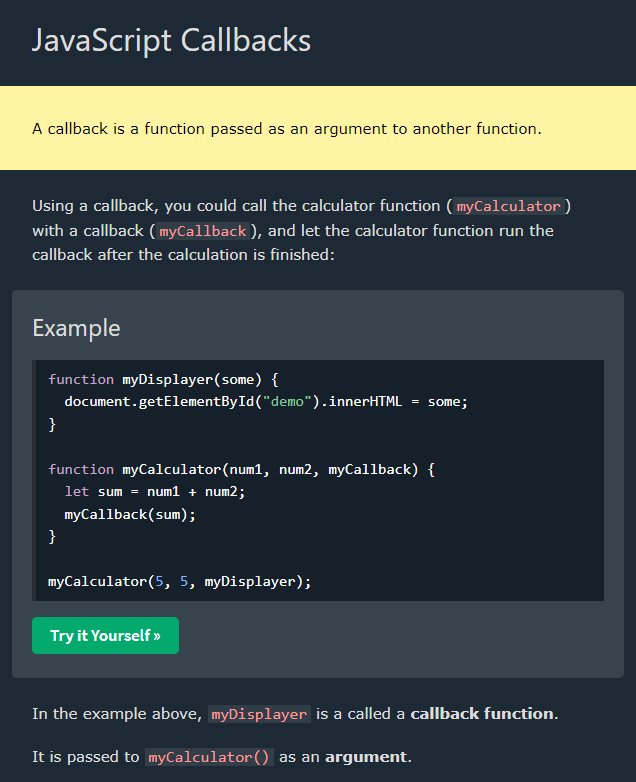 JavaScript Callbacks
A callback is a function passed as an argument to another function.
Using a callback, you could call the calculator function (myCalculator)
with a callback (myCallback), and let the calculator function run the
callback after the calculation is finished:
Example
function myDisplayer(some) {
  document.getElementById("demo").innerHTML = some;
}
function myCalculator(num1, num2, myCallback) {
  let sum = num1 + num2;
  myCallback(sum);
}
myCalculator(5, 5, myDisplayer);
Try it Yourself »
In the example above, myDisplayer is a called a callback function.
It is passed to myCalculator() as an argument.